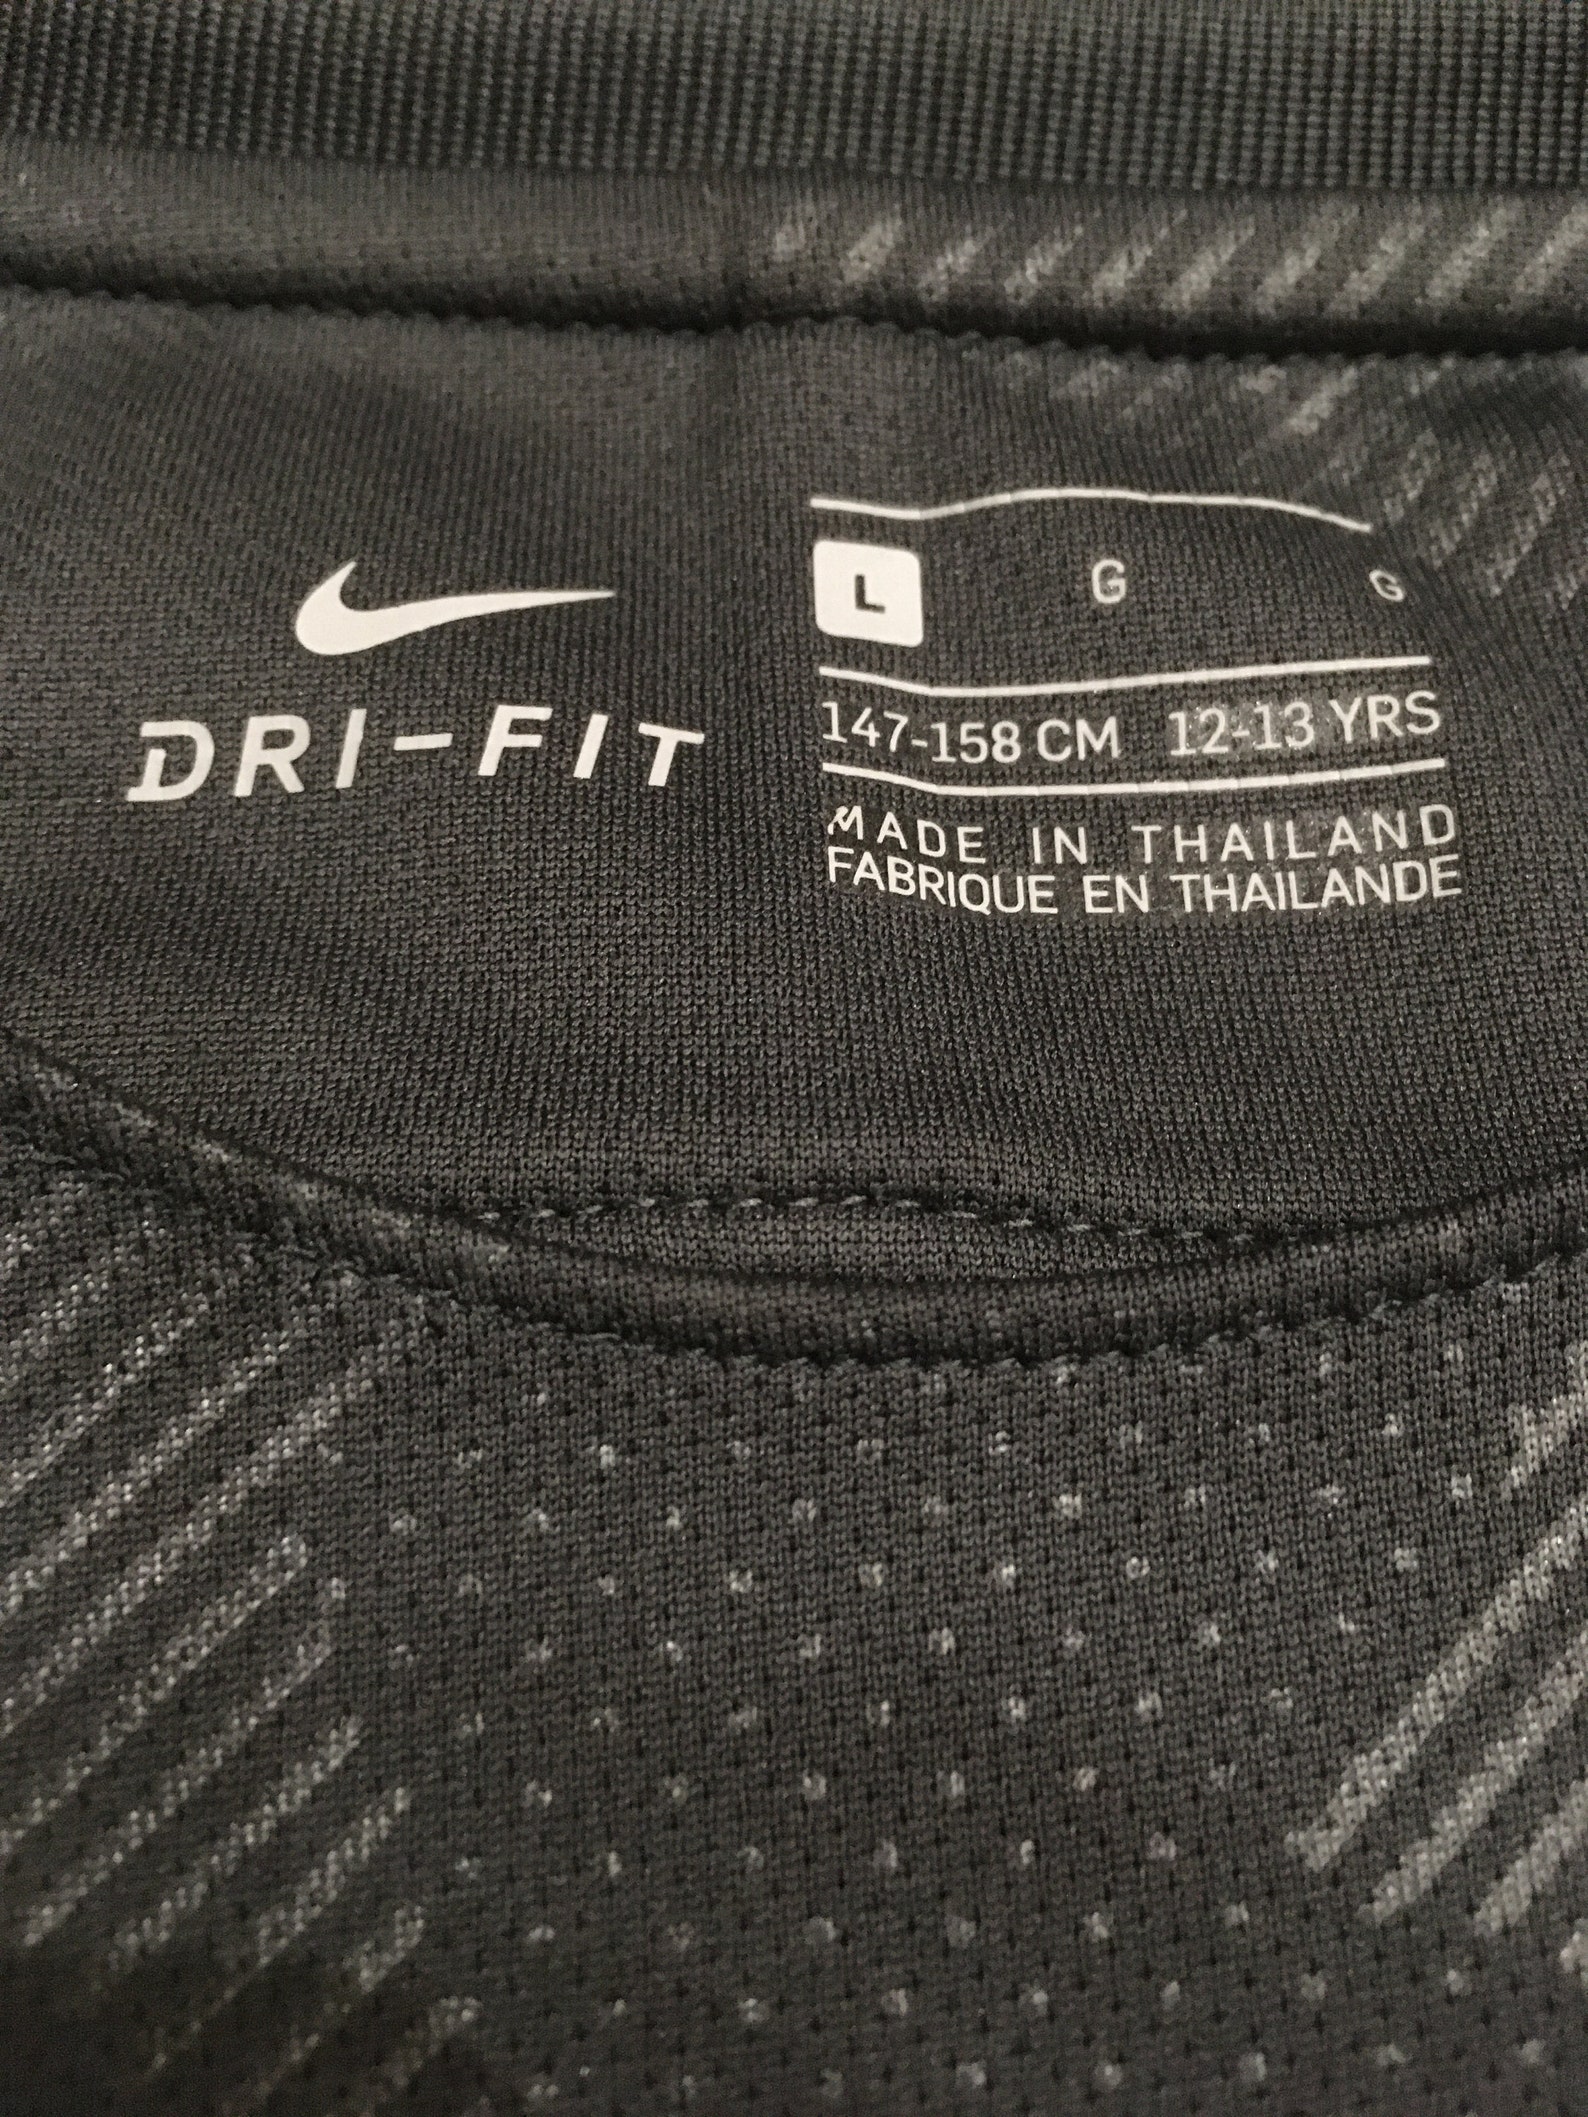 DRI-FIT
L G G
147-158 CM 12-13 YRS
MADE IN THAILAND
FABRIQUE EN THAILANDE